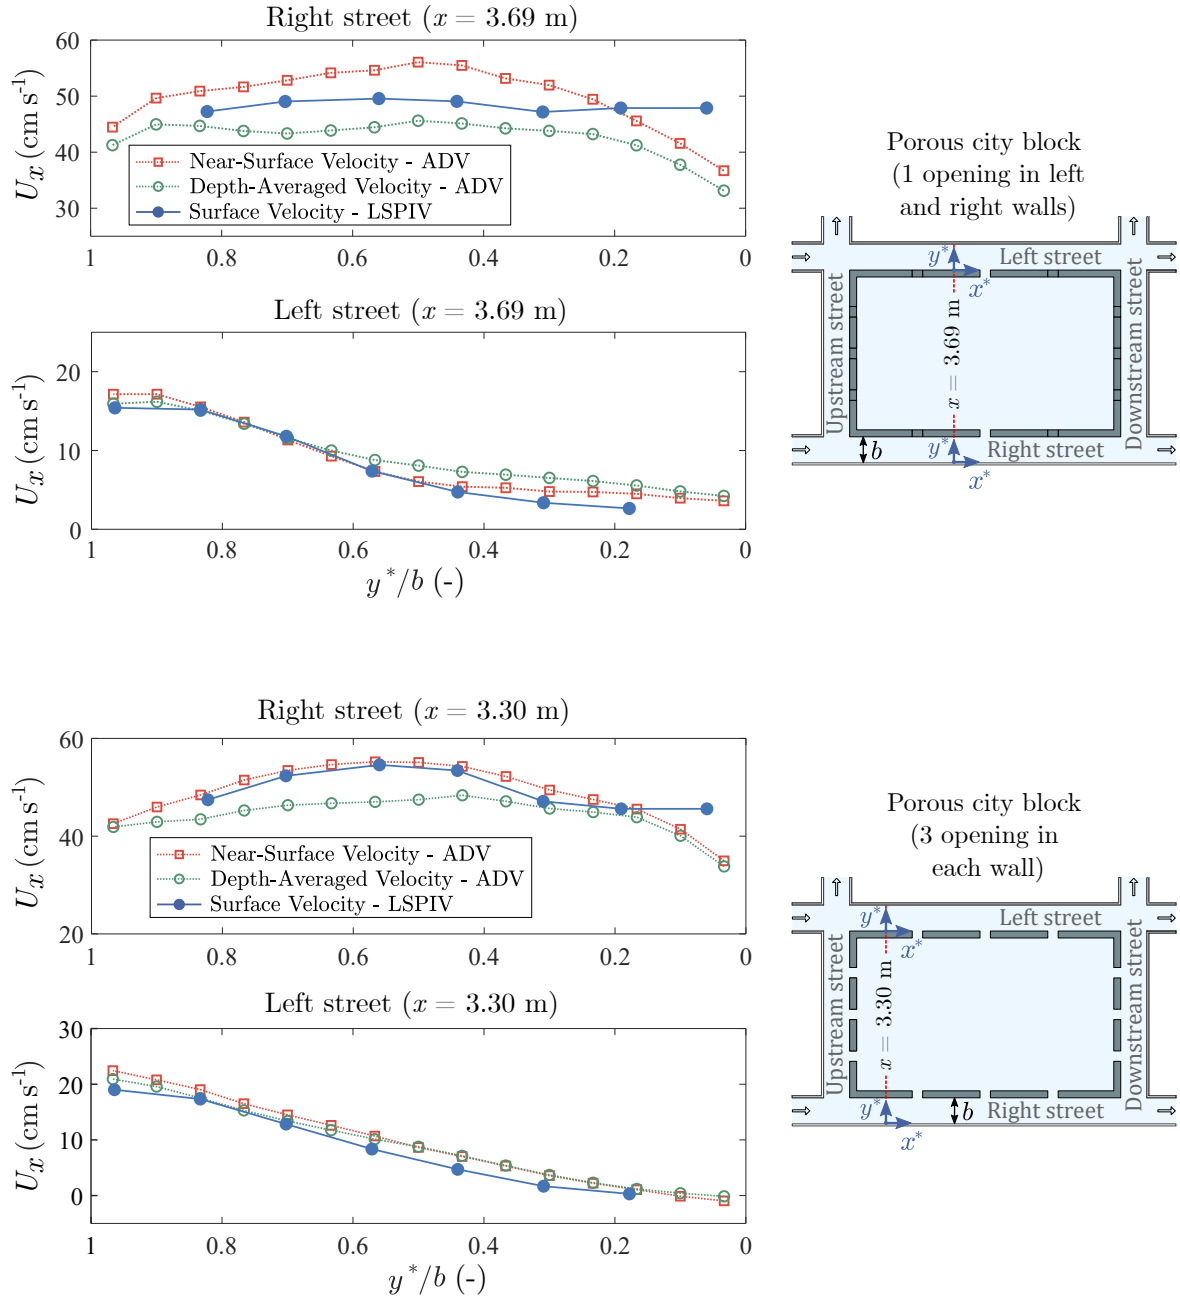 Right street (x = 3.69 m)
60
50
40
30
U_x (cm s⁻¹)
Near-Surface Velocity - ADV
Depth-Averaged Velocity - ADV
Surface Velocity - LSPIV
1 0.8 0.6 0.4 0.2 0
Left street (x = 3.69 m)
20
10
0
U_x (cm s⁻¹)
1 0.8 0.6 0.4 0.2 0
y*/b (-)
Porous city block
(1 opening in left
and right walls)
y*
x*
Left street
Upstream street
x = 3.69 m
Downstream street
b
y*
x*
Right street
Right street (x = 3.30 m)
60
40
20
U_x (cm s⁻¹)
Near-Surface Velocity - ADV
Depth-Averaged Velocity - ADV
Surface Velocity - LSPIV
1 0.8 0.6 0.4 0.2 0
Left street (x = 3.30 m)
30
20
10
0
U_x (cm s⁻¹)
1 0.8 0.6 0.4 0.2 0
y*/b (-)
Porous city block
(3 opening in
each wall)
y*
x*
Left street
Upstream street
x = 3.30 m
Downstream street
y*
x*
b
Right street